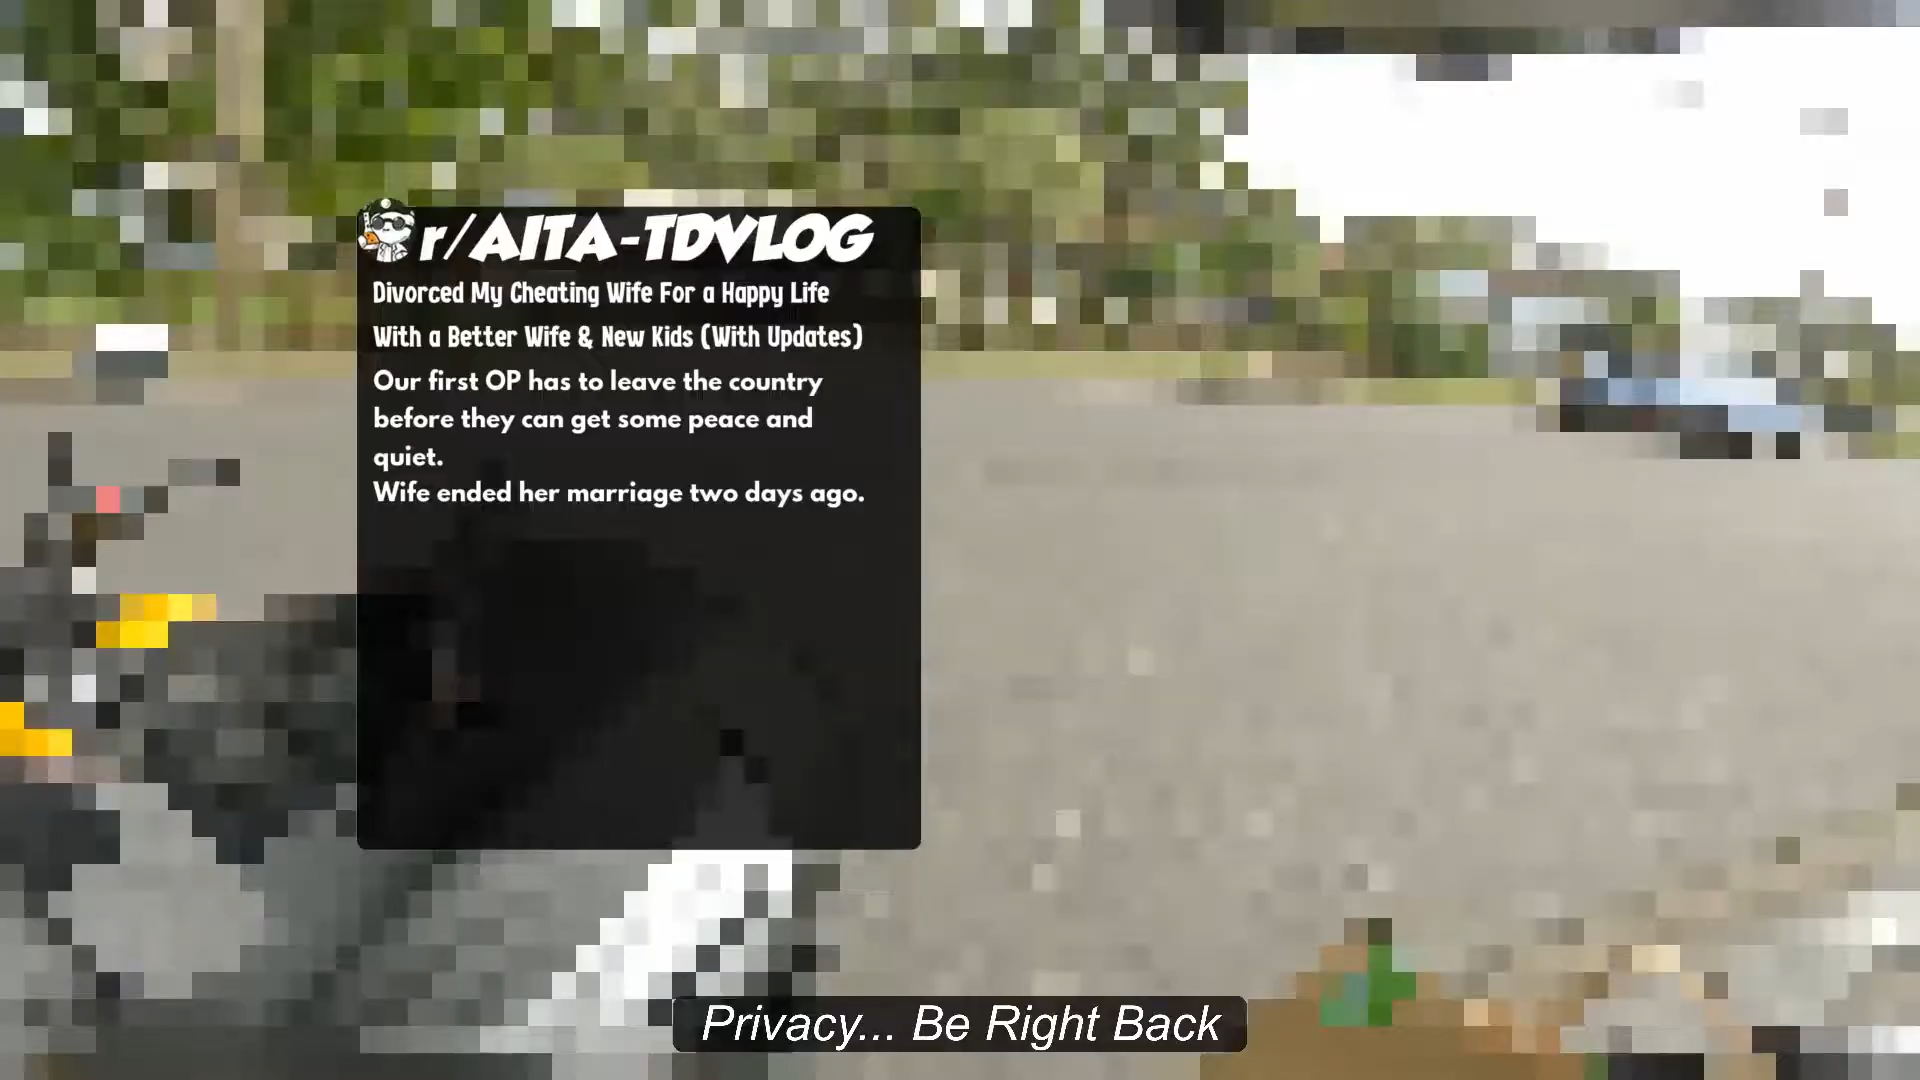 r/AITA-TDVLOG
Divorced My Cheating Wife For a Happy Life
With a Better Wife & New Kids (With Updates)
Our first OP has to leave the country
before they can get some peace and
quiet.
Wife ended her marriage two days ago.
Privacy... Be Right Back